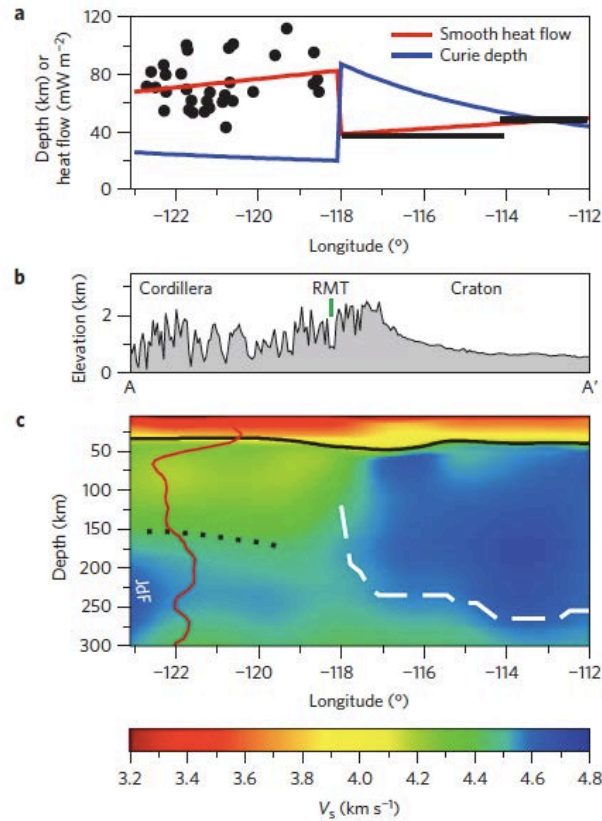 a
120
80
40
0
Depth (km) or
heat flow (mW m⁻²)
Smooth heat flow
Curie depth
−122
−120
−118
−116
−114
−112
Longitude (°)
b
2
0
Elevation (km)
Cordillera
RMT
Craton
A
A′
c
50
100
150
200
250
300
Depth (km)
JdF
−122
−120
−118
−116
−114
−112
Longitude (°)
3.2
3.4
3.6
3.8
4.0
4.2
4.4
4.6
4.8
Vₛ (km s⁻¹)